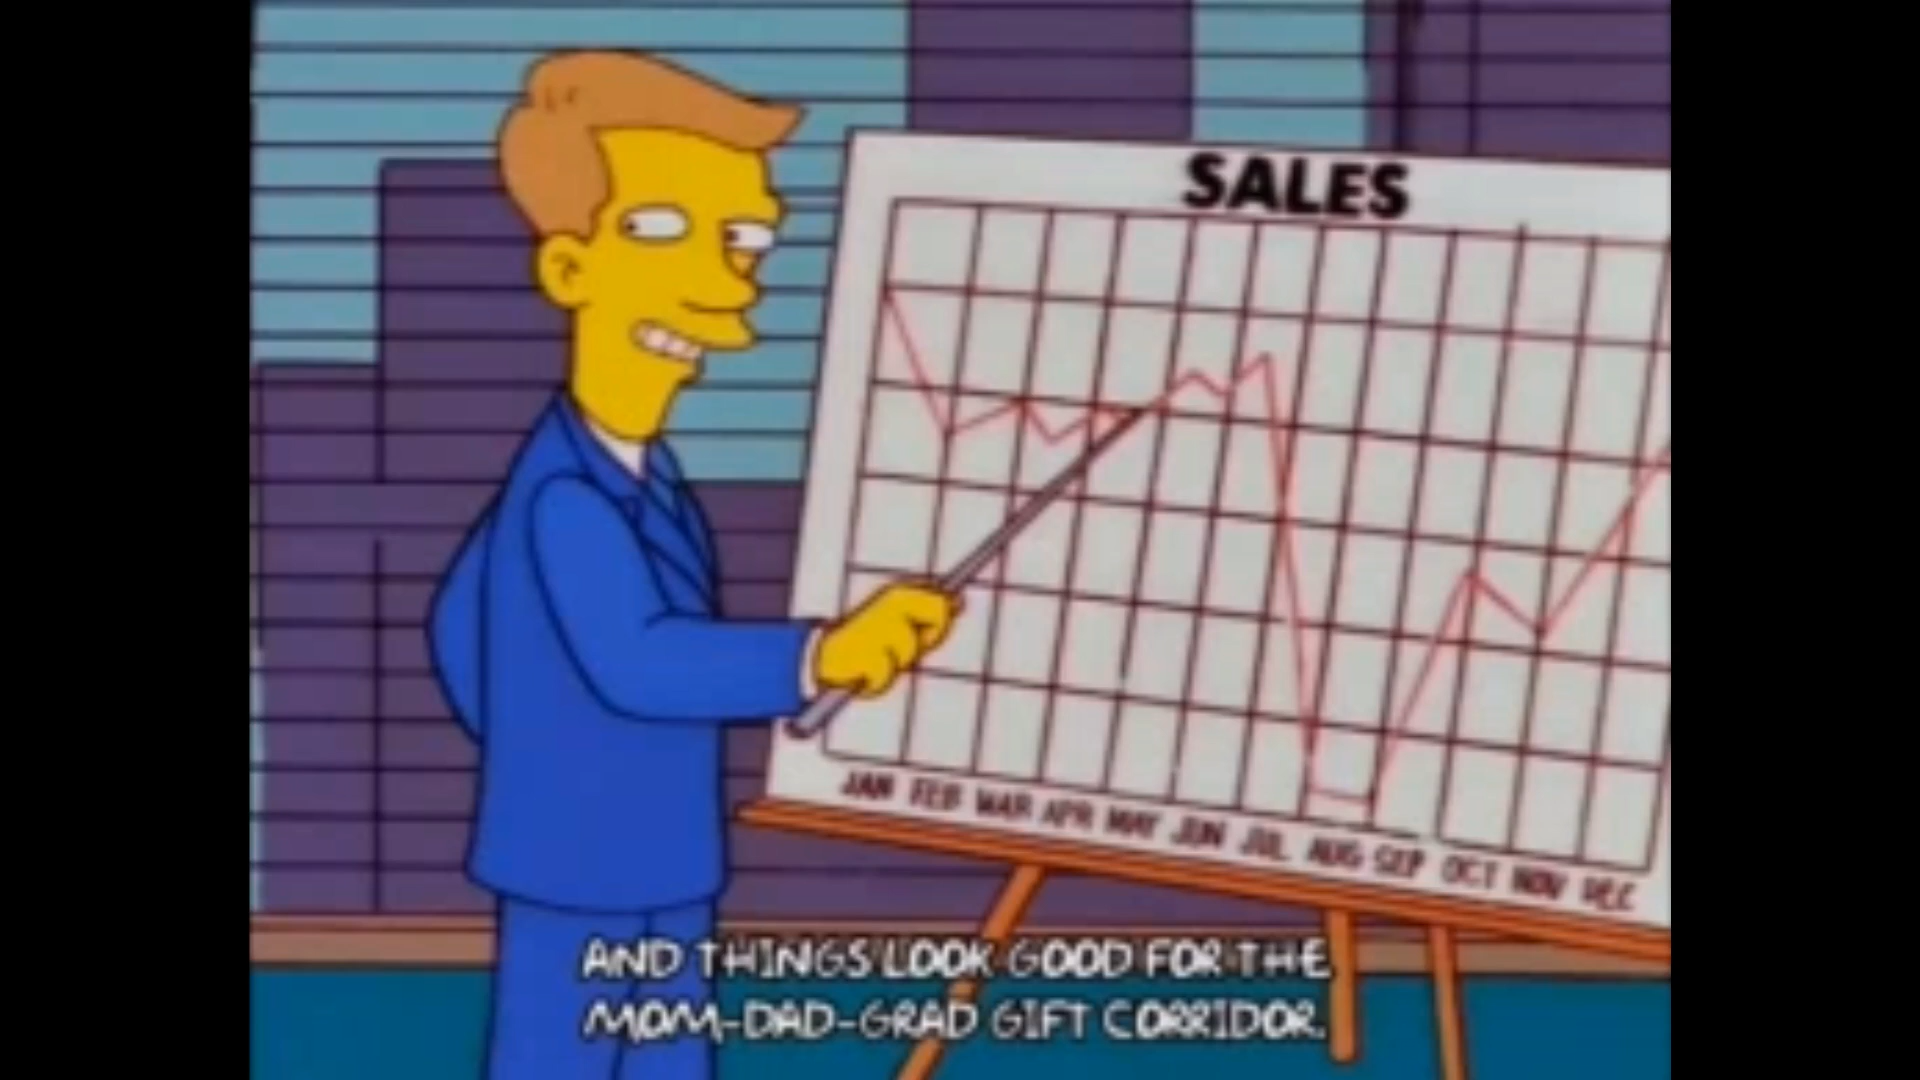 SALES
JAN FEB MAR APR MAY JUN JUL AUG SEP OCT NOV DEC
AND THINGS LOOK GOOD FOR THE
MOM-DAD-GRAD GIFT CORRIDOR.